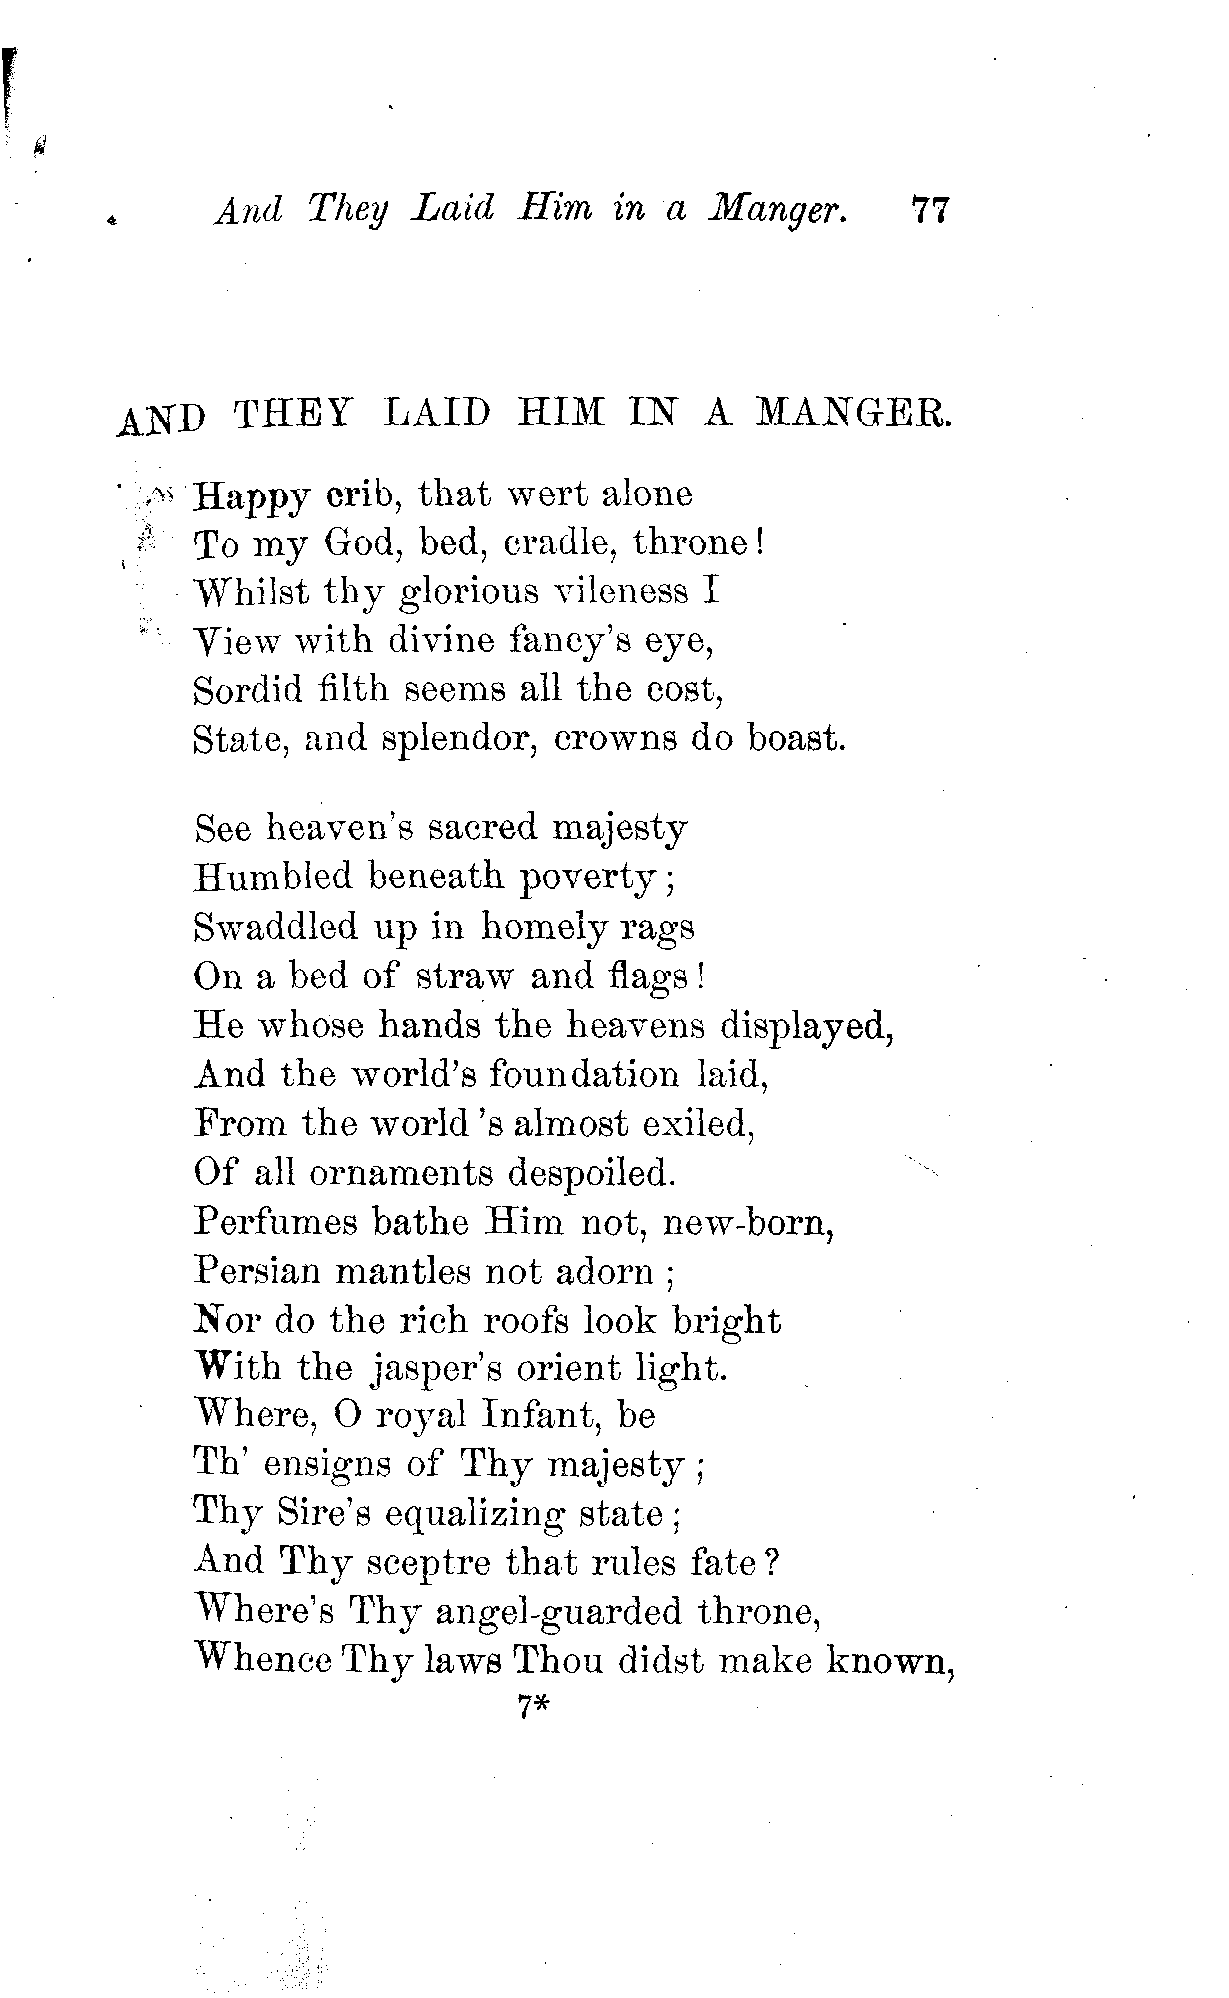 And They Laid Him in a Manger. 77
AND THEY LAID HIM IN A MANGER.
Happy crib, that wert alone
To my God, bed, cradle, throne!
Whilst thy glorious vileness I
View with divine fancy's eye,
Sordid filth seems all the cost,
State, and splendor, crowns do boast.
See heaven's sacred majesty
Humbled beneath poverty;
Swaddled up in homely rags
On a bed of straw and flags!
He whose hands the heavens displayed,
And the world's foundation laid,
From the world 's almost exiled,
Of all ornaments despoiled.
Perfumes bathe Him not, new-born,
Persian mantles not adorn;
Nor do the rich roofs look bright
With the jasper's orient light.
Where, O royal Infant, be
Th' ensigns of Thy majesty;
Thy Sire's equalizing state;
And Thy sceptre that rules fate?
Where's Thy angel-guarded throne,
Whence Thy laws Thou didst make known,
7*